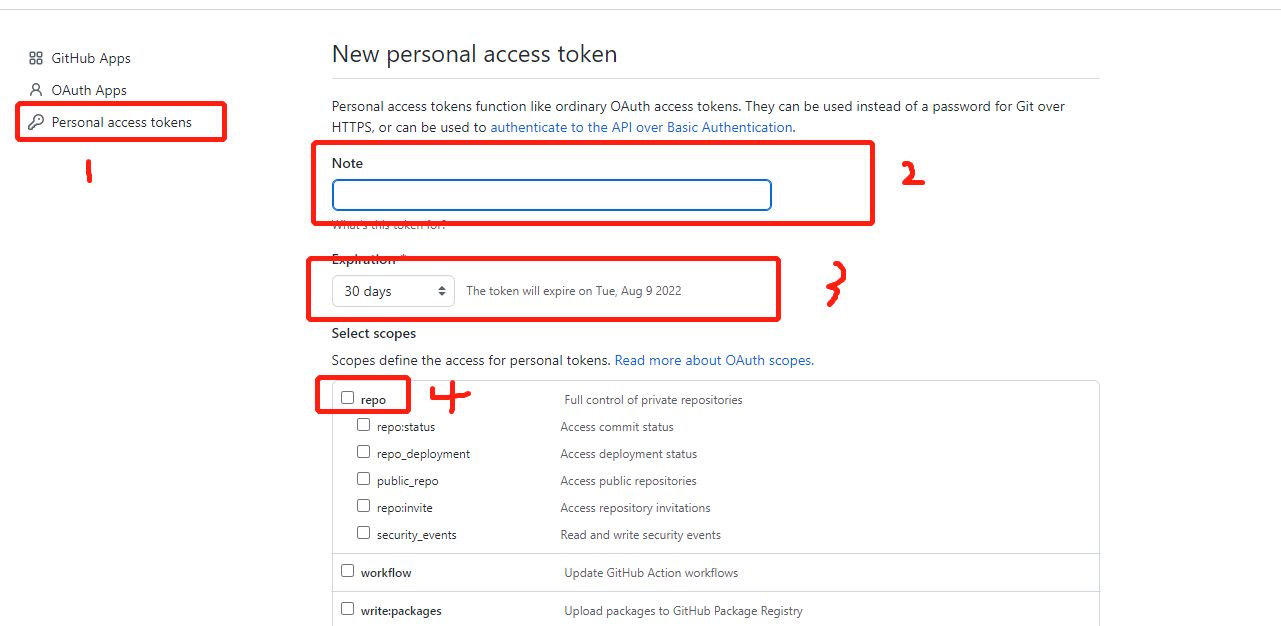 GitHub Apps
OAuth Apps
Personal access tokens
1
New personal access token
Personal access tokens function like ordinary OAuth access tokens. They can be used instead of a password for Git over
HTTPS, or can be used to authenticate to the API over Basic Authentication.
Note
2
What's this token for?
Expiration *
30 days
The token will expire on Tue, Aug 9 2022
3
Select scopes
Scopes define the access for personal tokens. Read more about OAuth scopes.
repo
4
Full control of private repositories
repo:status
Access commit status
repo_deployment
Access deployment status
public_repo
Access public repositories
repo:invite
Access repository invitations
security_events
Read and write security events
workflow
Update GitHub Action workflows
write:packages
Upload packages to GitHub Package Registry